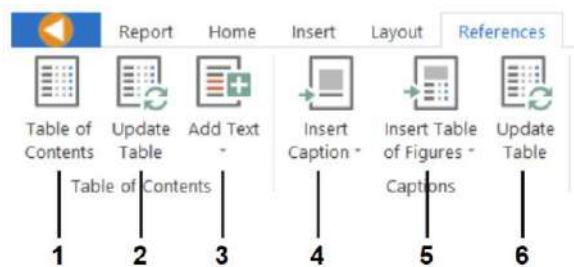 Report Home Insert Layout References
Table of Update Add Text Insert Insert Table Update
Contents Table Caption of Figures Table
Table of Contents Captions
1 2 3 4 5 6